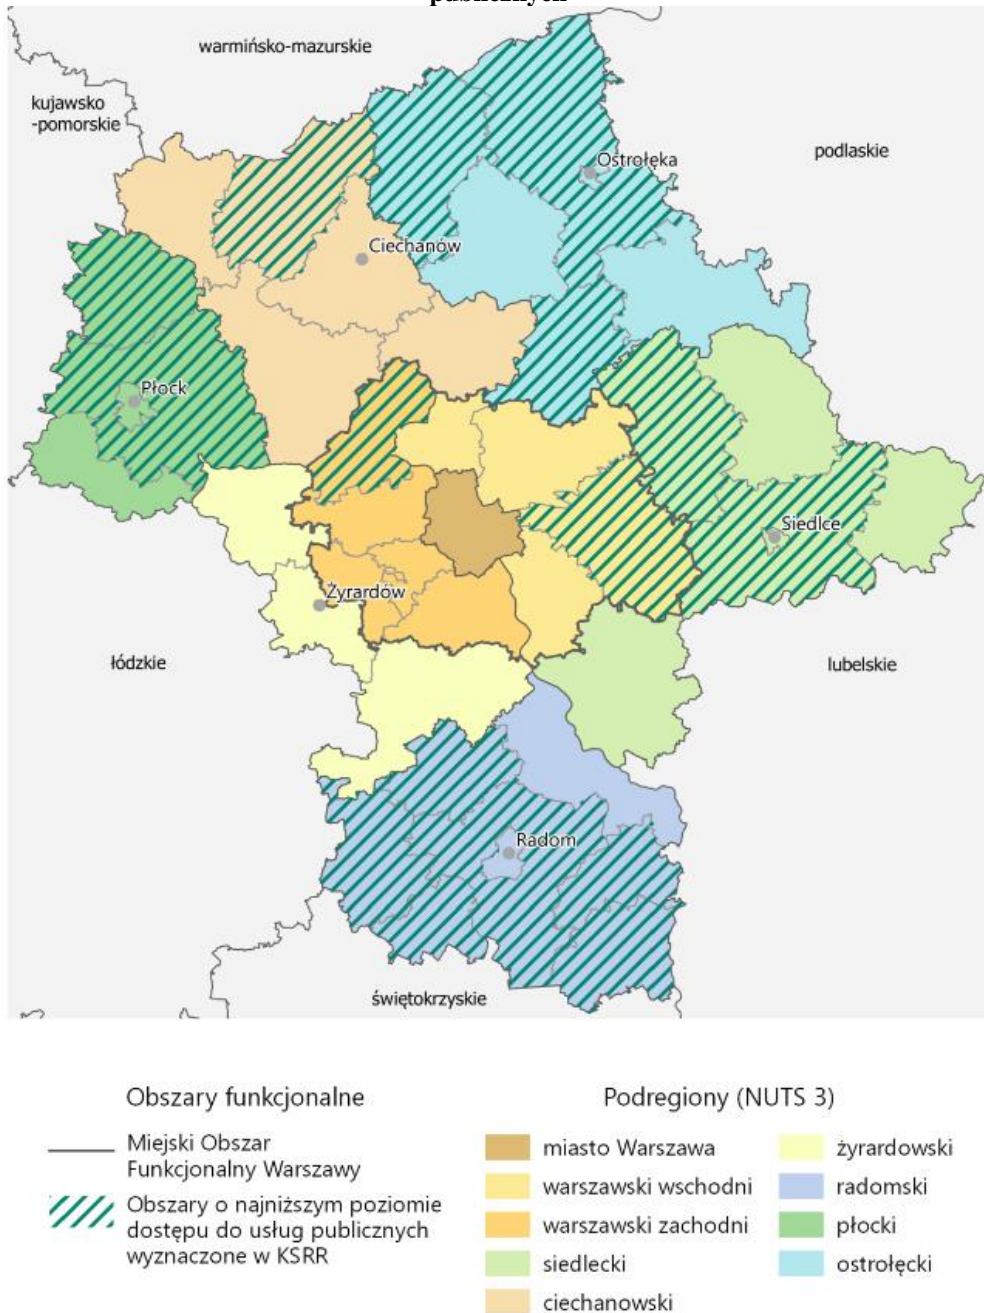 publicznych
warmińsko-mazurskie
kujawsko
-pomorskie
podlaskie
Ostrołęka
Ciechanów
Płock
Siedlce
Żyrardów
łódzkie
lubelskie
Radom
świętokrzyskie
Obszary funkcjonalne
Miejski Obszar
Funkcjonalny Warszawy
Obszary o najniższym poziomie
dostępu do usług publicznych
wyznaczone w KSRR
Podregiony (NUTS 3)
miasto Warszawa
warszawski wschodni
warszawski zachodni
siedlecki
ciechanowski
żyrardowski
radomski
płocki
ostrołęcki